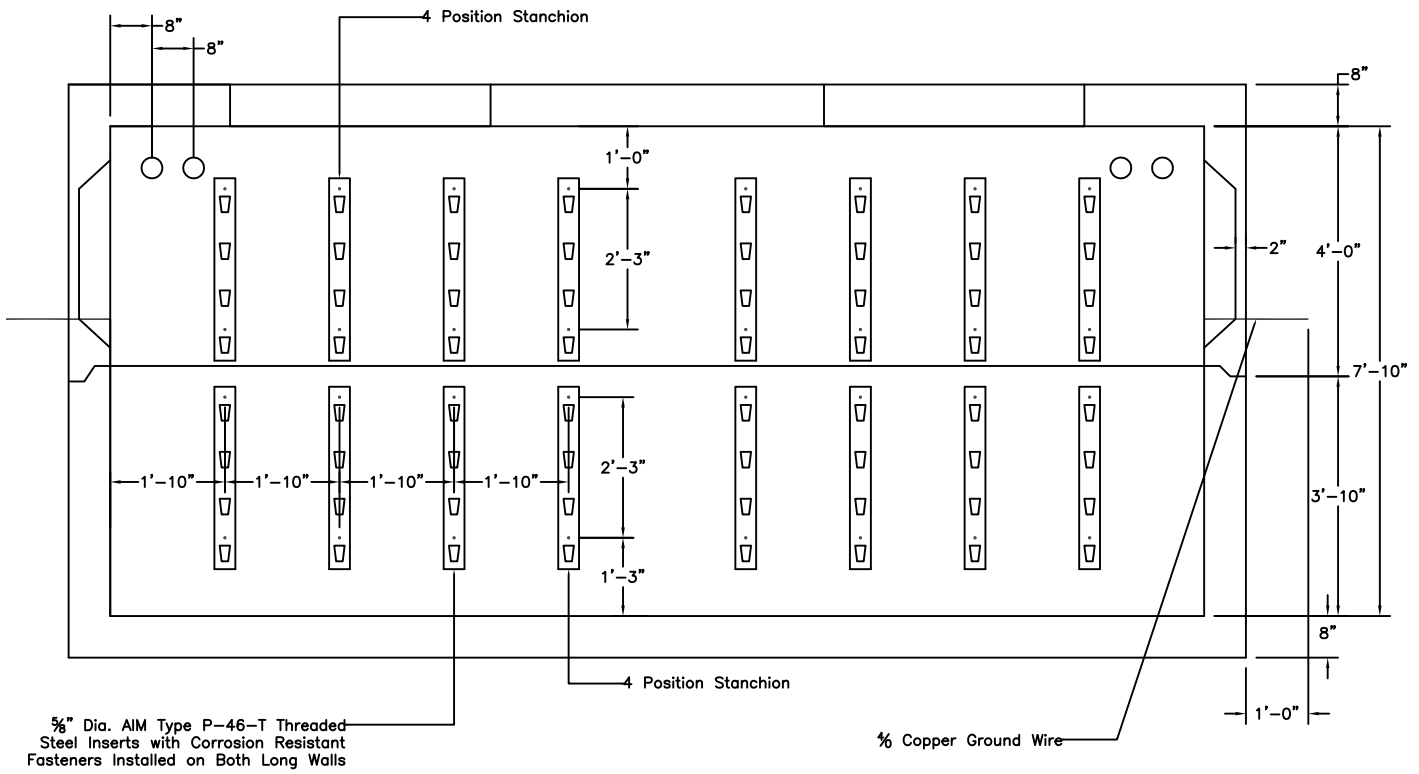 4 Position Stanchion
8"
8"
8"
1'-0"
2'-3"
2"
4'-0"
7'-10"
2'-3"
1'-10"
1'-10"
1'-10"
1'-10"
3'-10"
1'-3"
8"
4 Position Stanchion
1'-0"
⅝" Dia. AIM Type P-46-T Threaded
Steel Inserts with Corrosion Resistant
Fasteners Installed on Both Long Walls
4/0 Copper Ground Wire